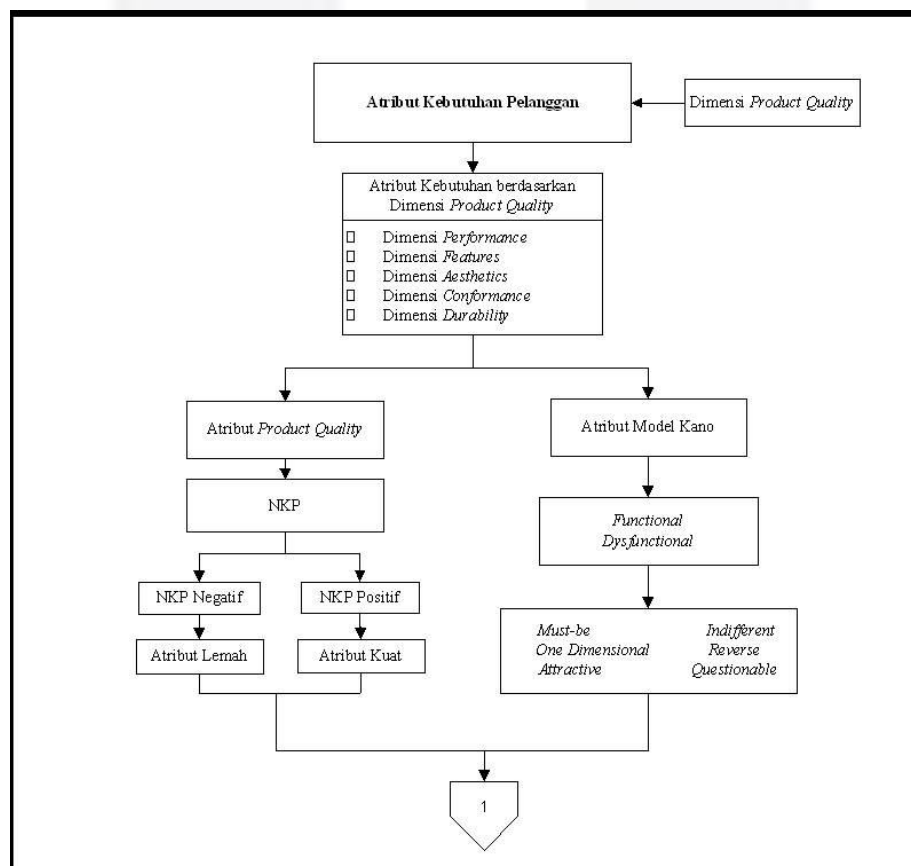 Atribut Kebutuhan Pelanggan
Dimensi Product Quality
Atribut Kebutuhan berdasarkan
Dimensi Product Quality
Dimensi Performance
Dimensi Features
Dimensi Aesthetics
Dimensi Conformance
Dimensi Durability
Atribut Product Quality
Atribut Model Kano
NKP
Functional
Dysfunctional
NKP Negatif
NKP Positif
Atribut Lemah
Atribut Kuat
Must-be
One Dimensional
Attractive
Indifferent
Reverse
Questionable
1